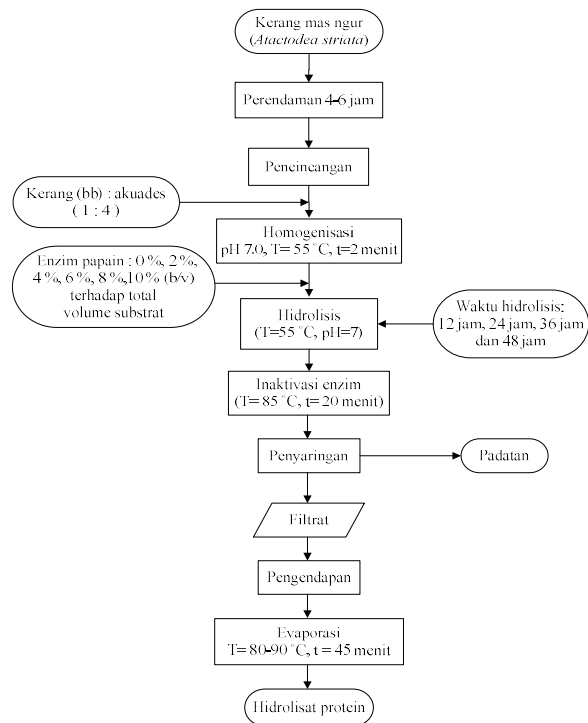 Kerang mas ngur
(Atactodea striata)
Perendaman 4-6 jam
Pencincangan
Kerang (bb) : akuades
( 1 : 4 )
Homogenisasi
pH 7.0, T= 55 °C, t=2 menit
Enzim papain : 0 %, 2 %,
4 %, 6 %, 8 %,10 % (b/v)
terhadap total
volume substrat
Hidrolisis
(T=55 °C, pH=7)
Waktu hidrolisis:
12 jam, 24 jam, 36 jam
dan 48 jam
Inaktivasi enzim
(T= 85 °C, t= 20 menit)
Penyaringan
Padatan
Filtrat
Pengendapan
Evaporasi
T= 80-90 °C, t = 45 menit
Hidrolisat protein